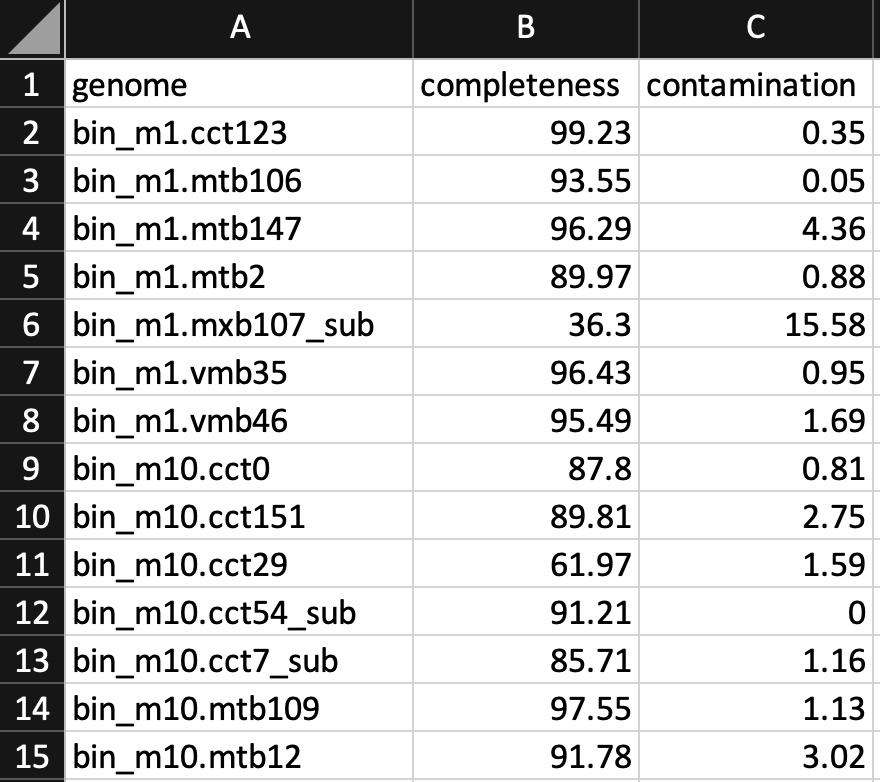 A B C
1 genome completeness contamination
2 bin_m1.cct123 99.23 0.35
3 bin_m1.mtb106 93.55 0.05
4 bin_m1.mtb147 96.29 4.36
5 bin_m1.mtb2 89.97 0.88
6 bin_m1.mxb107_sub 36.3 15.58
7 bin_m1.vmb35 96.43 0.95
8 bin_m1.vmb46 95.49 1.69
9 bin_m10.cct0 87.8 0.81
10 bin_m10.cct151 89.81 2.75
11 bin_m10.cct29 61.97 1.59
12 bin_m10.cct54_sub 91.21 0
13 bin_m10.cct7_sub 85.71 1.16
14 bin_m10.mtb109 97.55 1.13
15 bin_m10.mtb12 91.78 3.02